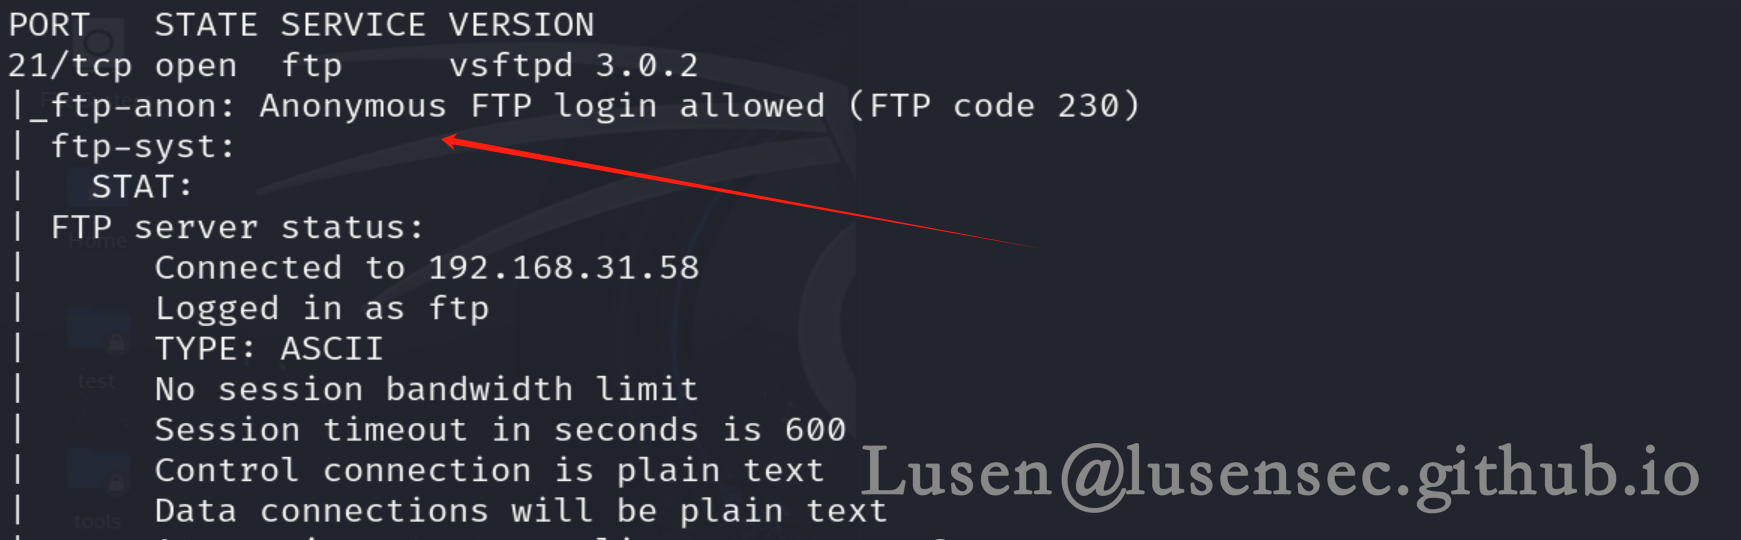 PORT   STATE SERVICE VERSION
21/tcp open  ftp     vsftpd 3.0.2
|_ftp-anon: Anonymous FTP login allowed (FTP code 230)
| ftp-syst:
|   STAT:
| FTP server status:
Home
|      Connected to 192.168.31.58
|      Logged in as ftp
|      TYPE: ASCII
test
|      No session bandwidth limit
|      Session timeout in seconds is 600
|      Control connection is plain text
Lusen@lusensec.github.io
|      Data connections will be plain text
tools